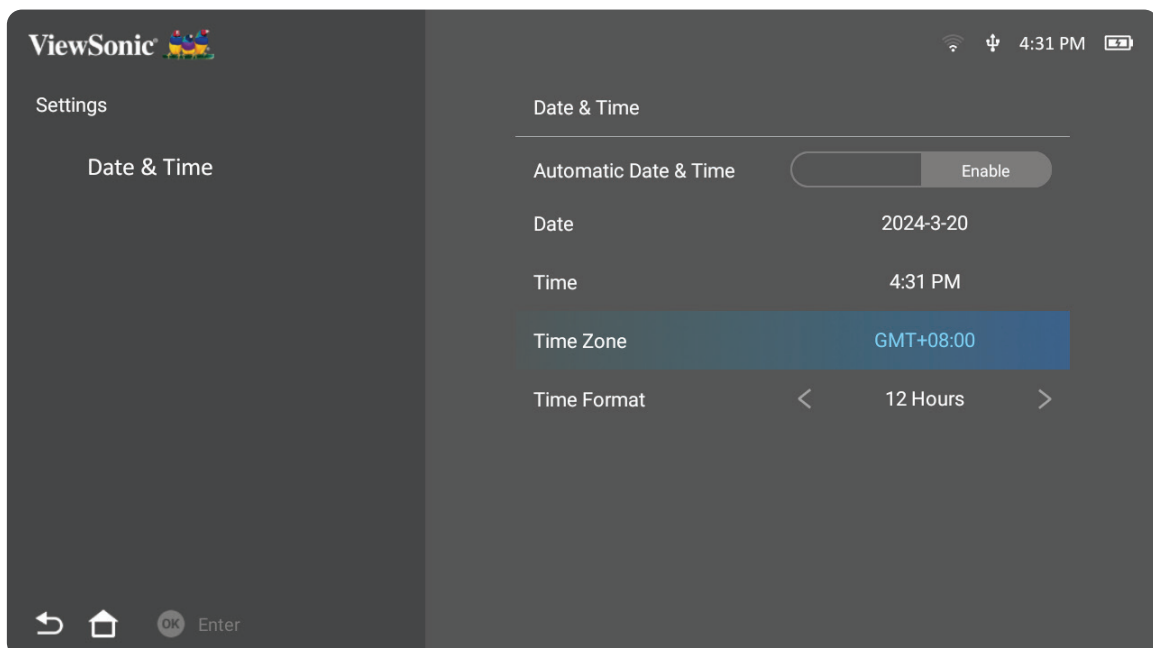 ViewSonic
4:31 PM
Settings
Date & Time
Date & Time
Automatic Date & Time Enable
Date 2024-3-20
Time 4:31 PM
Time Zone GMT+08:00
Time Format < 12 Hours >
OK Enter